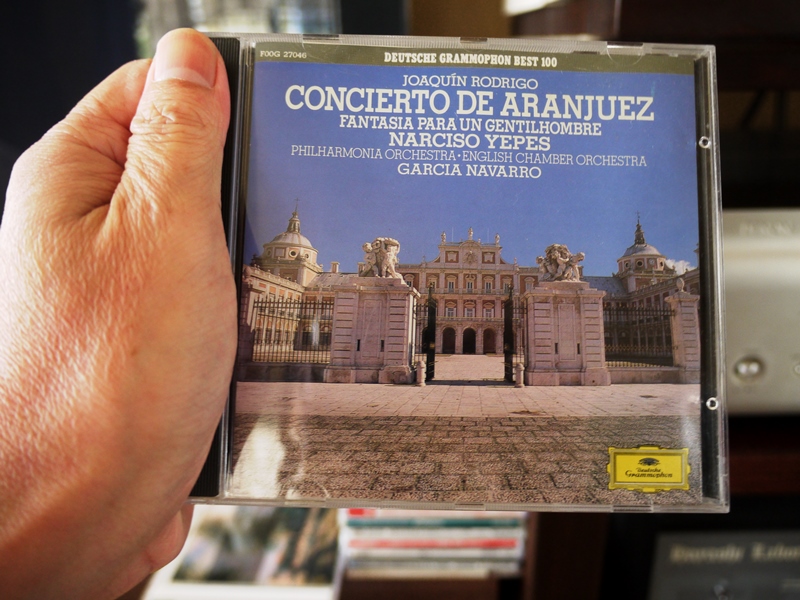 F00G 27046
DEUTSCHE GRAMMOPHON BEST 100
JOAQUÍN RODRIGO
CONCIERTO DE ARANJUEZ
FANTASIA PARA UN GENTILHOMBRE
NARCISO YEPES
PHILHARMONIA ORCHESTRA • ENGLISH CHAMBER ORCHESTRA
GARCIA NAVARRO
Deutsche
Grammophon